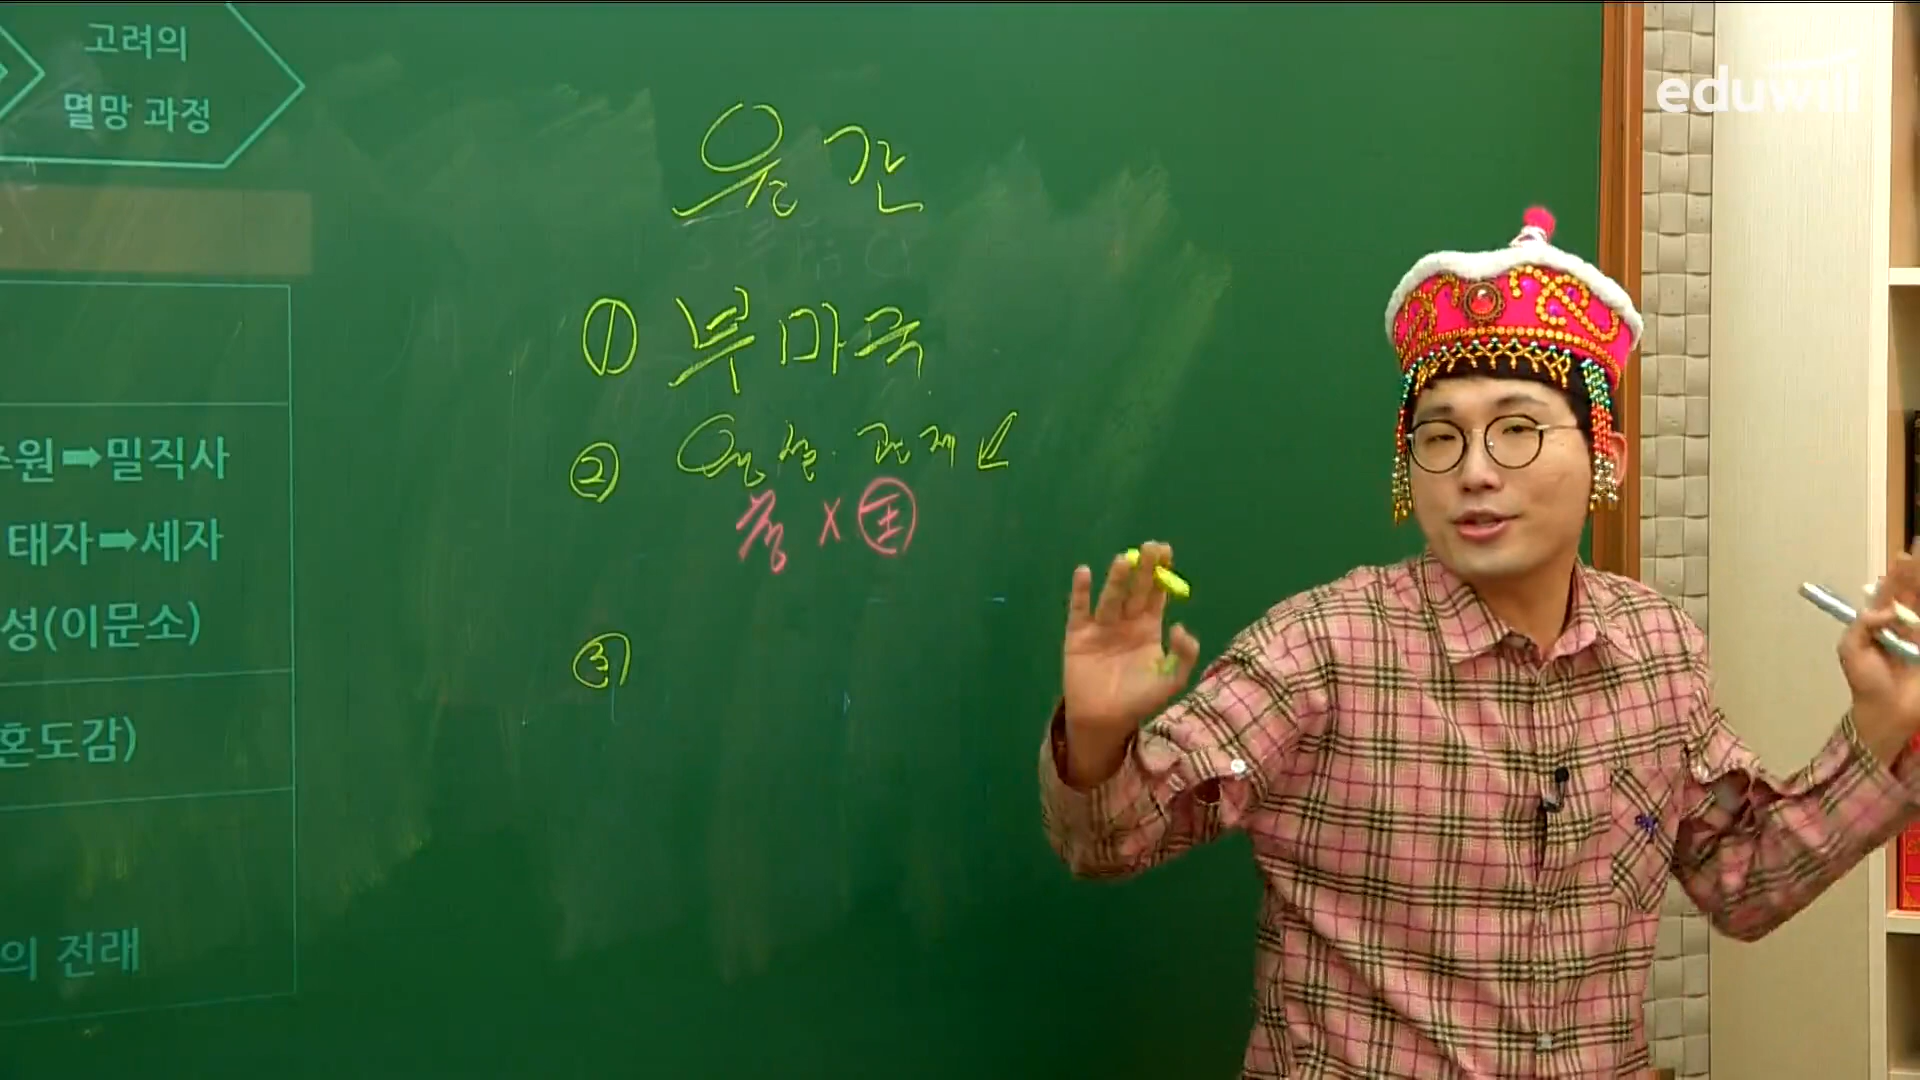 고려의
멸망 과정
eduwill
원간
① 부마국
원➡밀직사
② 왕실. 관제↙
태자➡세자
종 X 王
성(이문소)
③
혼도감)
의 전래